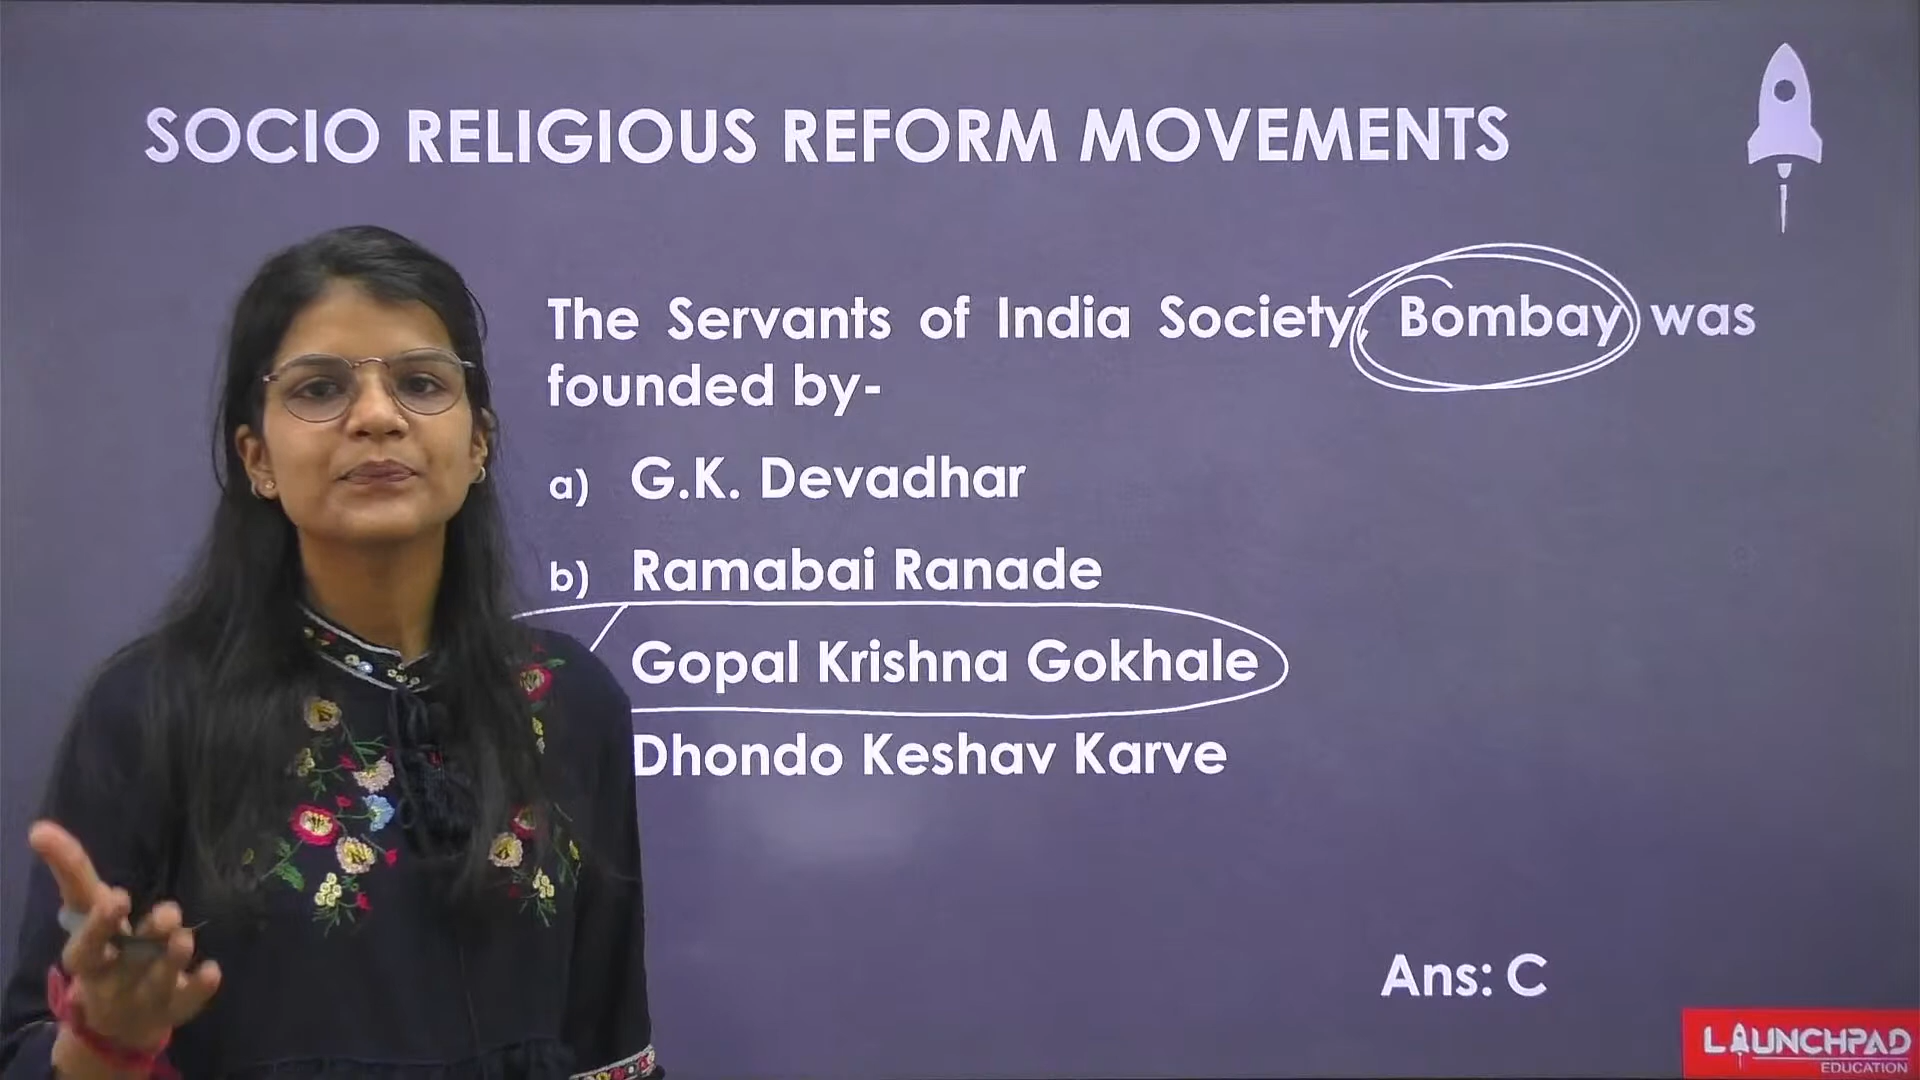 SOCIO RELIGIOUS REFORM MOVEMENTS
The Servants of India Society, Bombay was
founded by-
a) G.K. Devadhar
b) Ramabai Ranade
Gopal Krishna Gokhale
Dhondo Keshav Karve
Ans: C
LAUNCHPAD
EDUCATION